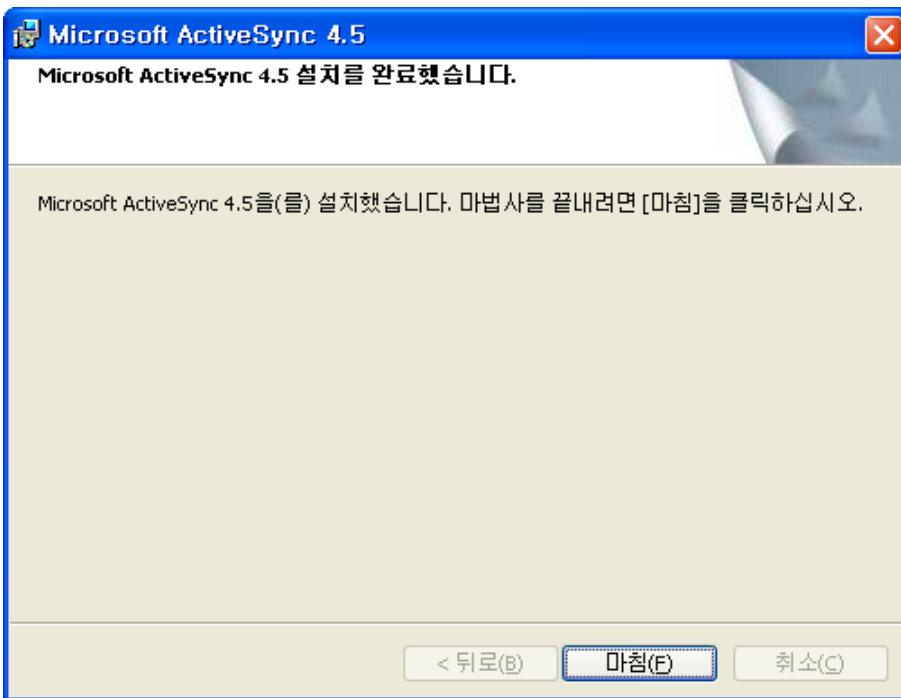 Microsoft ActiveSync 4.5
Microsoft ActiveSync 4.5 설치를 완료했습니다.
Microsoft ActiveSync 4.5을(를) 설치했습니다. 마법사를 끝내려면 [마침]을 클릭하십시오.
< 뒤로(B) 마침(F) 취소(C)